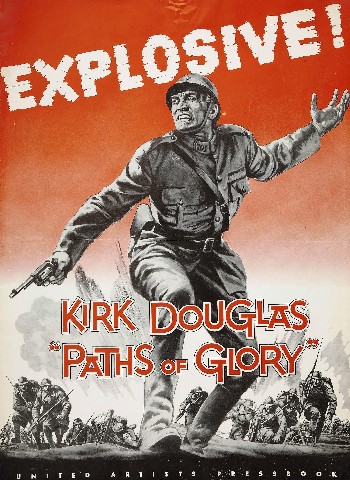 EXPLOSIVE!
KIRK DOUGLAS
"PATHS OF GLORY"
UNITED ARTISTS PRESSBOOK